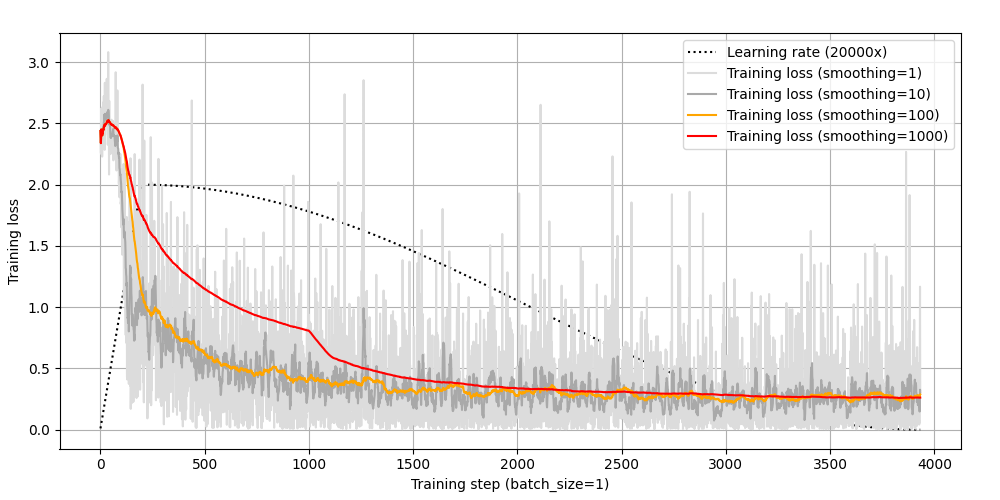 3.0
2.5
2.0
1.5
1.0
0.5
0.0
Training loss
Learning rate (20000x)
Training loss (smoothing=1)
Training loss (smoothing=10)
Training loss (smoothing=100)
Training loss (smoothing=1000)
0 500 1000 1500 2000 2500 3000 3500 4000
Training step (batch_size=1)